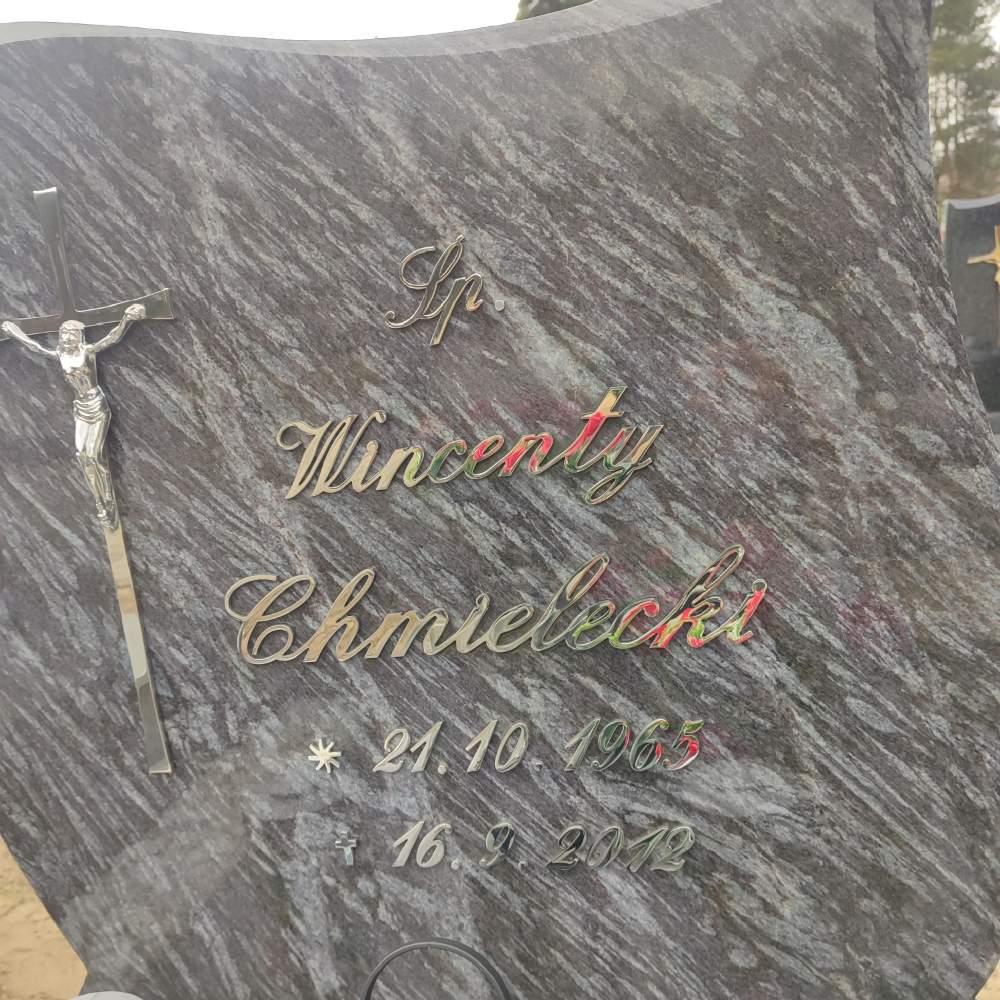 Śp.
Wincenty
Chmielecki
* 21.10.1965
✝ 16.9.2012